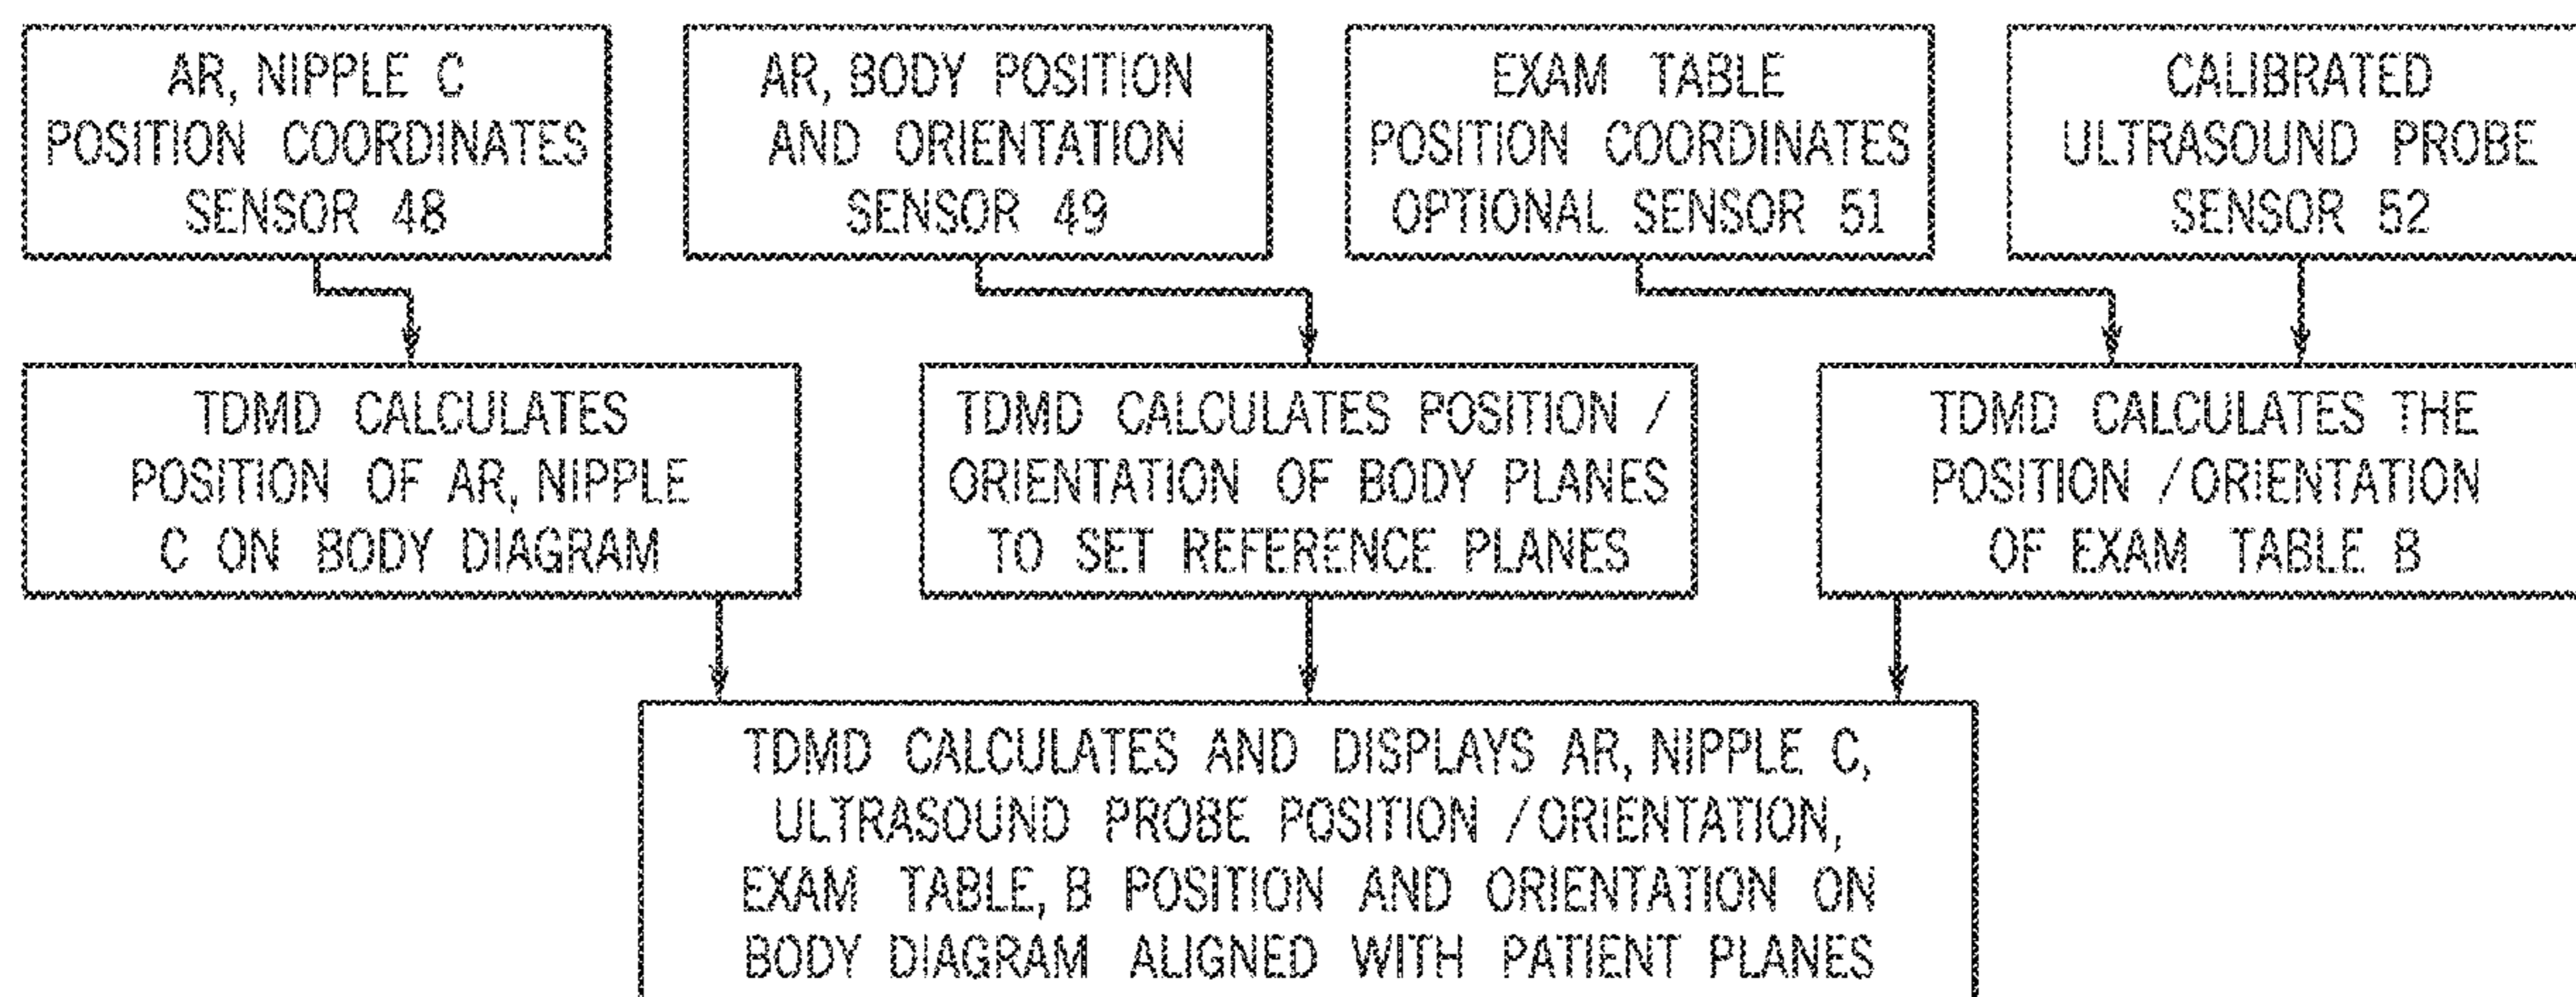 AR, NIPPLE C
POSITION COORDINATES
SENSOR 48
AR, BODY POSITION
AND ORIENTATION
SENSOR 49
EXAM TABLE
POSITION COORDINATES
OPTIONAL SENSOR 51
CALIBRATED
ULTRASOUND PROBE
SENSOR 52
TDMD CALCULATES
POSITION OF AR, NIPPLE
C ON BODY DIAGRAM
TDMD CALCULATES POSITION /
ORIENTATION OF BODY PLANES
TO SET REFERENCE PLANES
TDMD CALCULATES THE
POSITION /ORIENTATION
OF EXAM TABLE B
TDMD CALCULATES AND DISPLAYS AR, NIPPLE C,
ULTRASOUND PROBE POSITION /ORIENTATION,
EXAM TABLE, B POSITION AND ORIENTATION ON
BODY DIAGRAM ALIGNED WITH PATIENT PLANES